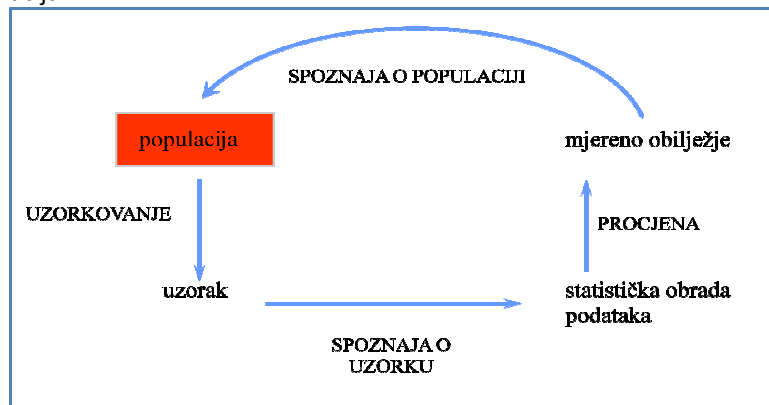 SPOZNAJA O POPULACIJI
populacija
mjereno obilježje
UZORKOVANJE
PROCJENA
uzorak
statistička obrada
podataka
SPOZNAJA O
UZORKU